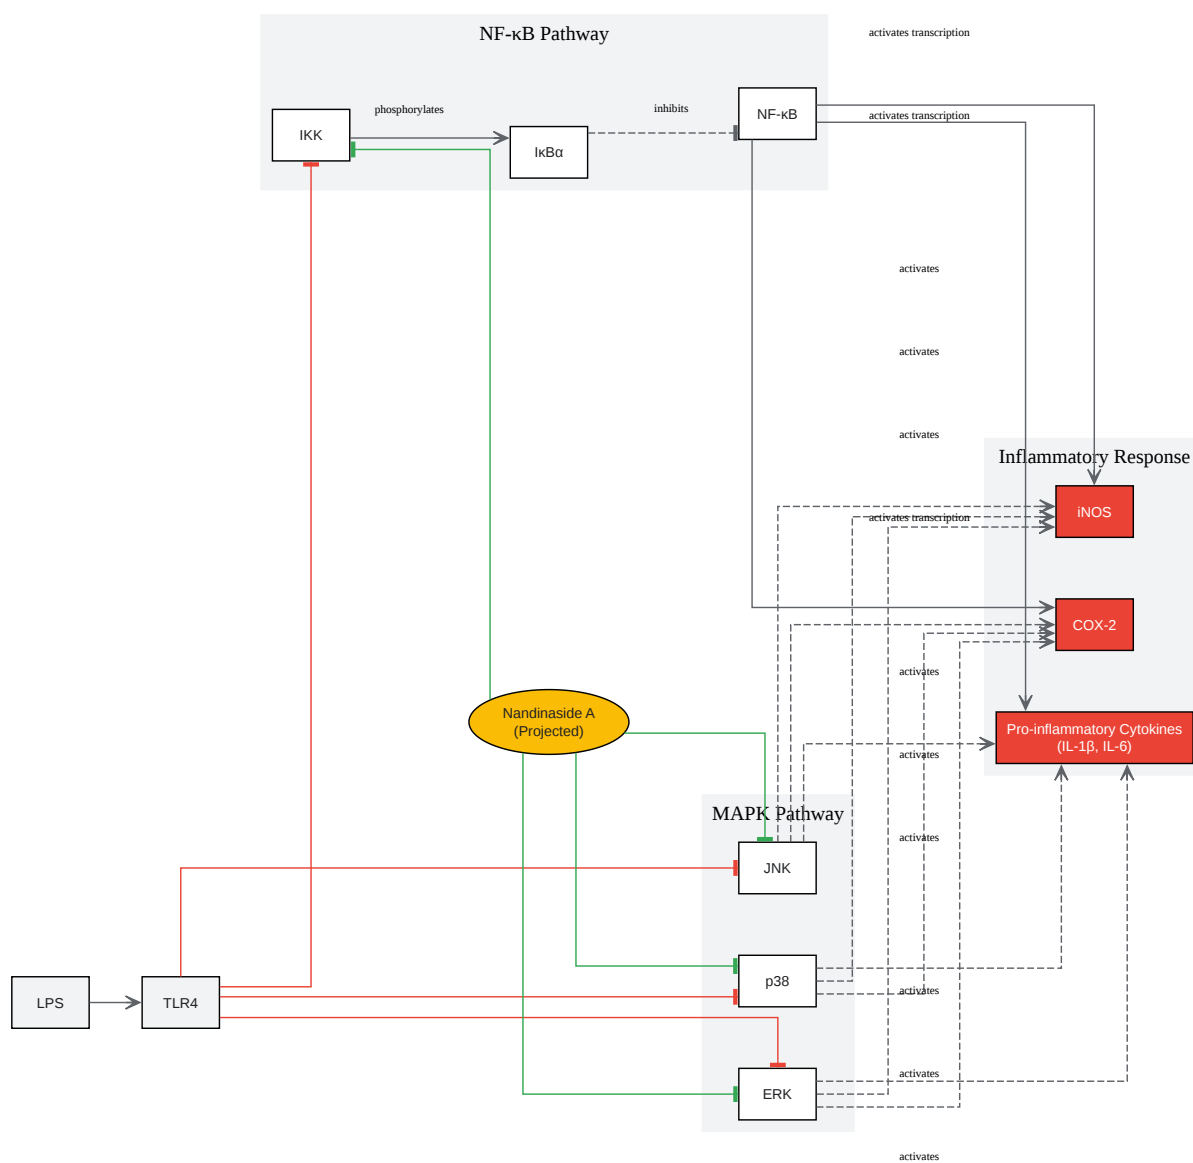 NF-κB Pathway
activates transcription
phosphorylates
inhibits
NF-κB
activates transcription
IKK
IκBα
activates
activates
activates
Inflammatory Response
iNOS
activates transcription
COX-2
activates
Nandinaside A
(Projected)
Pro-inflammatory Cytokines
(IL-1β, IL-6)
activates
MAPK Pathway
activates
JNK
p38
activates
LPS
TLR4
activates
ERK
activates